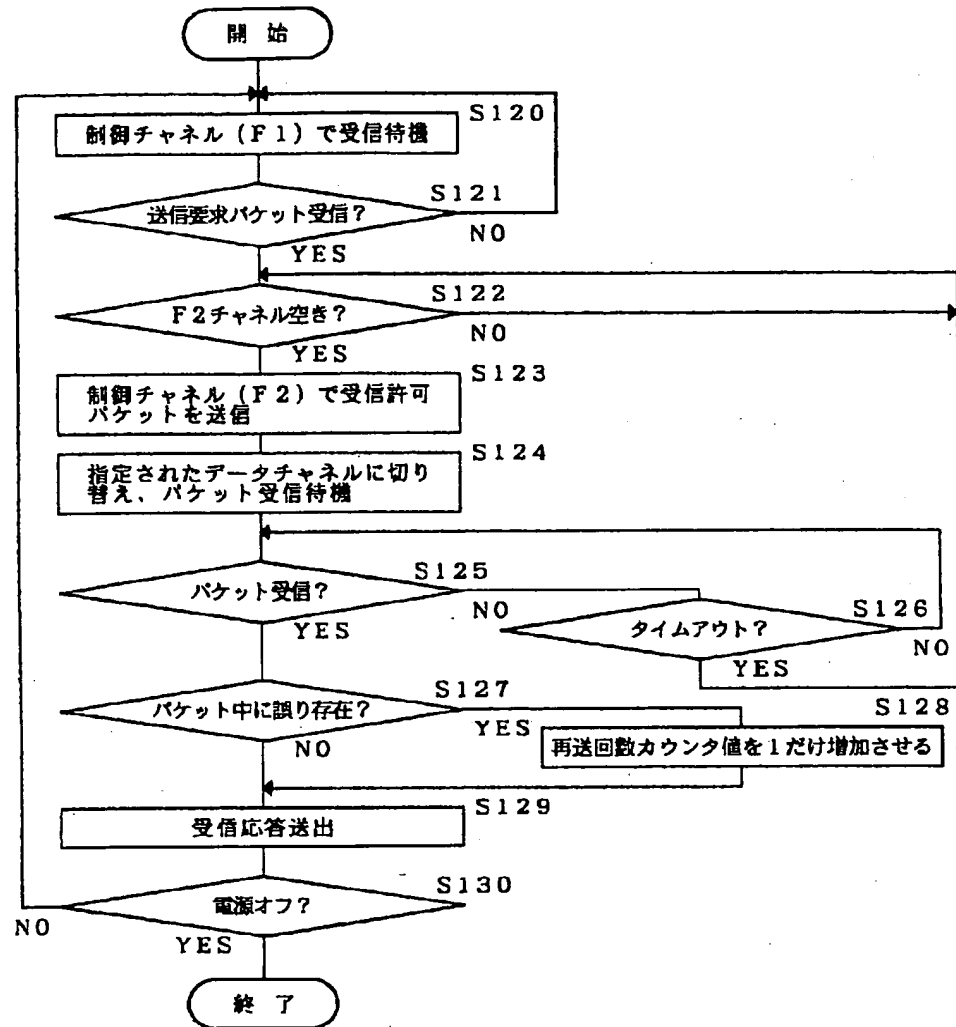 開始
S120
制御チャネル(F1)で受信待機
S121
送信要求パケット受信?
NO
YES
S122
F2チャネル空き?
NO
YES
S123
制御チャネル(F2)で受信許可
パケットを送信
S124
指定されたデータチャネルに切り
替え、パケット受信待機
S125
パケット受信?
NO
YES
S126
タイムアウト?
NO
YES
S127
パケット中に誤り存在?
YES
NO
S128
再送回数カウンタ値を1だけ増加させる
S129
受信応答送出
S130
電源オフ?
NO
YES
終了